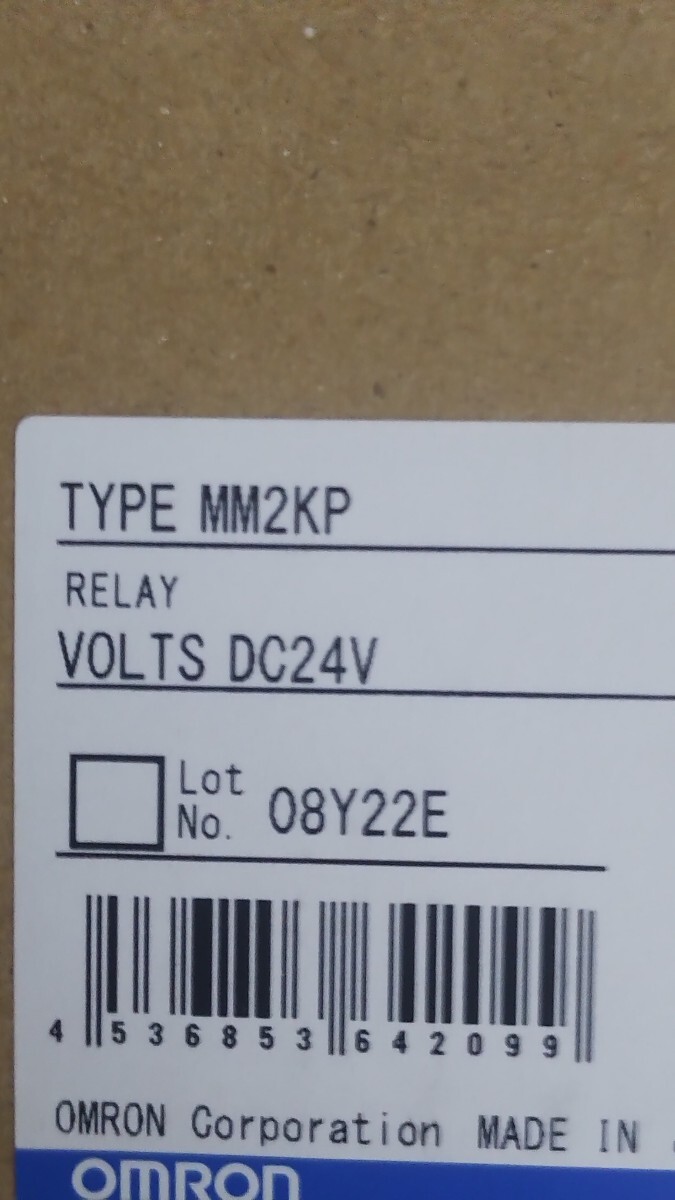 TYPE MM2KP
RELAY
VOLTS DC24V
Lot
No. 08Y22E
4 536853 642099
OMRON Corporation MADE IN
OMRON